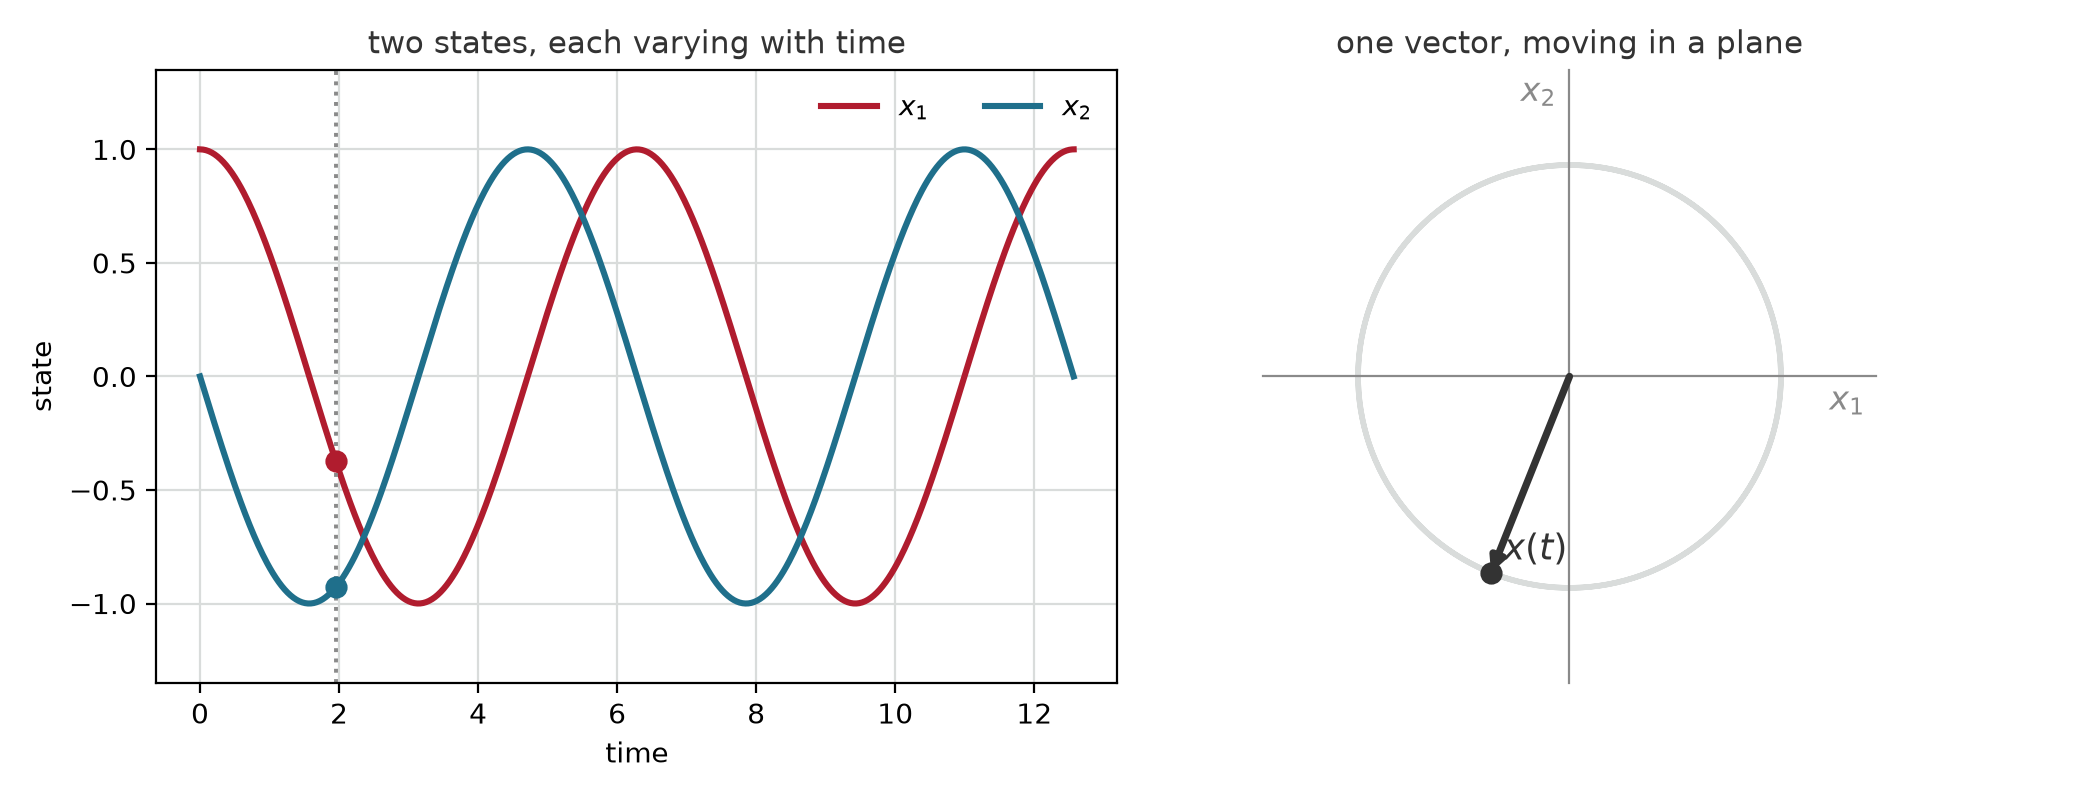 two states, each varying with time
x₁
x₂
1.0
0.5
0.0
−0.5
−1.0
state
0
2
4
6
8
10
12
time
one vector, moving in a plane
x₂
x₁
x(t)